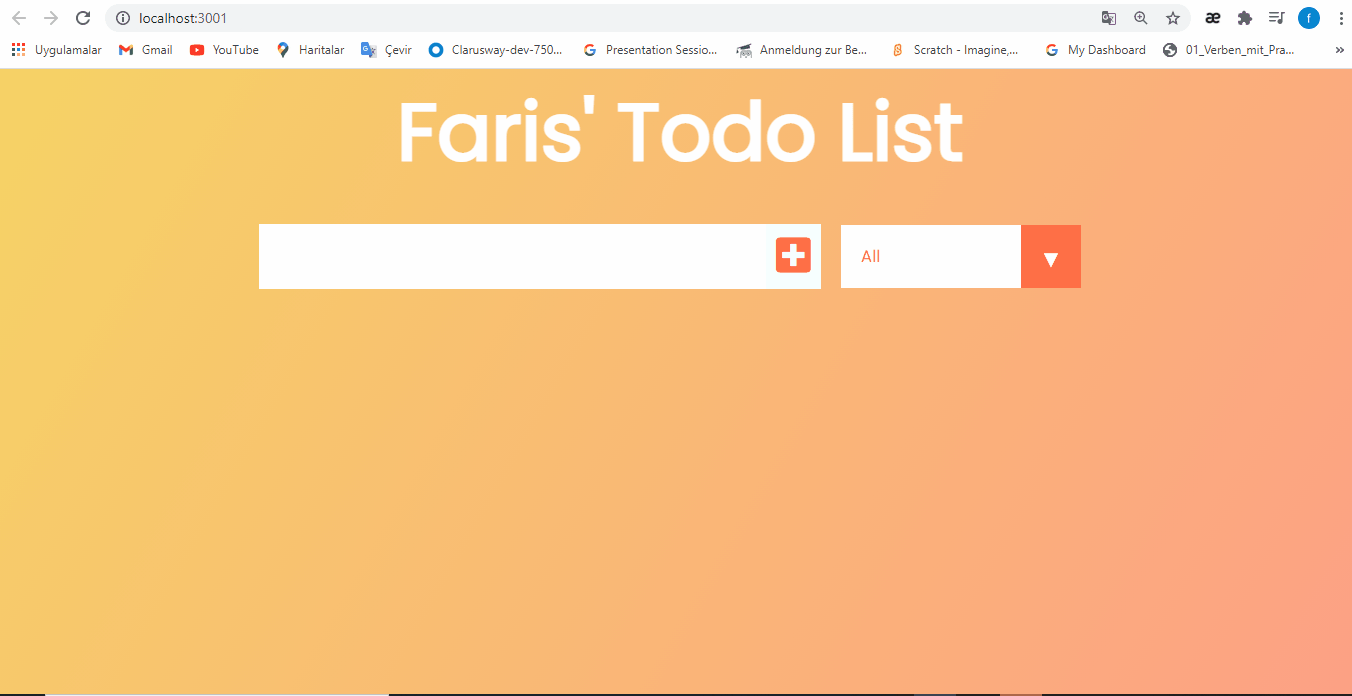 localhost:3001
æ
f
Uygulamalar Gmail YouTube Haritalar Çevir Clarusway-dev-750... Presentation Sessio... Anmeldung zur Be... Scratch - Imagine,... My Dashboard 01_Verben_mit_Pra... »
Faris' Todo List
All ▼